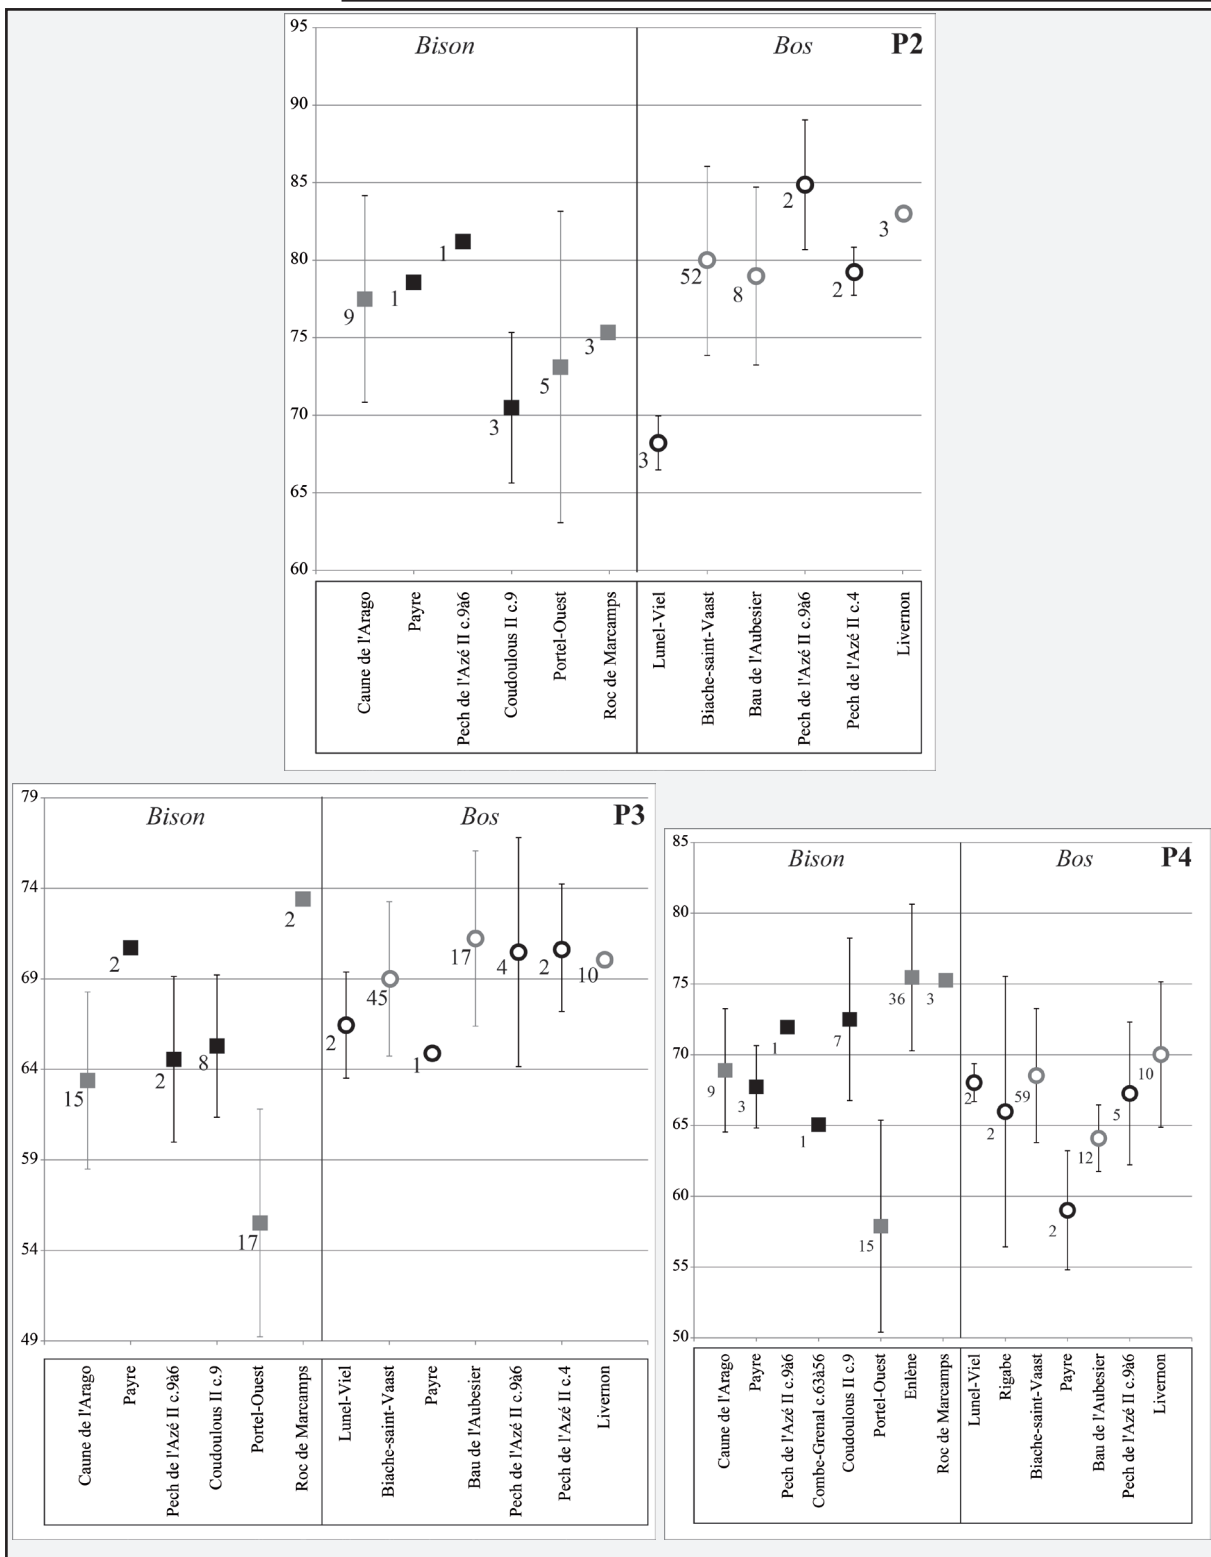 Bison Bos P2
95
90
85
80
75
70
65
60
9
1
1
3
5
3
3
52
8
2
2
3
Caune de l'Arago
Payre
Pech de l'Azé II c.9à6
Coudoulous II c.9
Portel-Ouest
Roc de Marcamps
Lunel-Viel
Biache-saint-Vaast
Bau de l'Aubesier
Pech de l'Azé II c.9à6
Pech de l'Azé II c.4
Livernon
Bison Bos P3
79
74
69
64
59
54
49
15
2
2
8
17
2
2
45
1
17
4
2
10
Caune de l'Arago
Payre
Pech de l'Azé II c.9à6
Coudoulous II c.9
Portel-Ouest
Roc de Marcamps
Lunel-Viel
Biache-saint-Vaast
Payre
Bau de l'Aubesier
Pech de l'Azé II c.9à6
Pech de l'Azé II c.4
Livernon
Bison Bos P4
85
80
75
70
65
60
55
50
9
3
1
1
7
15
36
3
2
2
59
2
12
5
10
Caune de l'Arago
Payre
Pech de l'Azé II c.9à6
Combe-Grenal c.63à56
Coudoulous II c.9
Portel-Ouest
Enlène
Roc de Marcamps
Lunel-Viel
Rigabe
Biache-saint-Vaast
Payre
Bau de l'Aubesier
Pech de l'Azé II c.9à6
Livernon